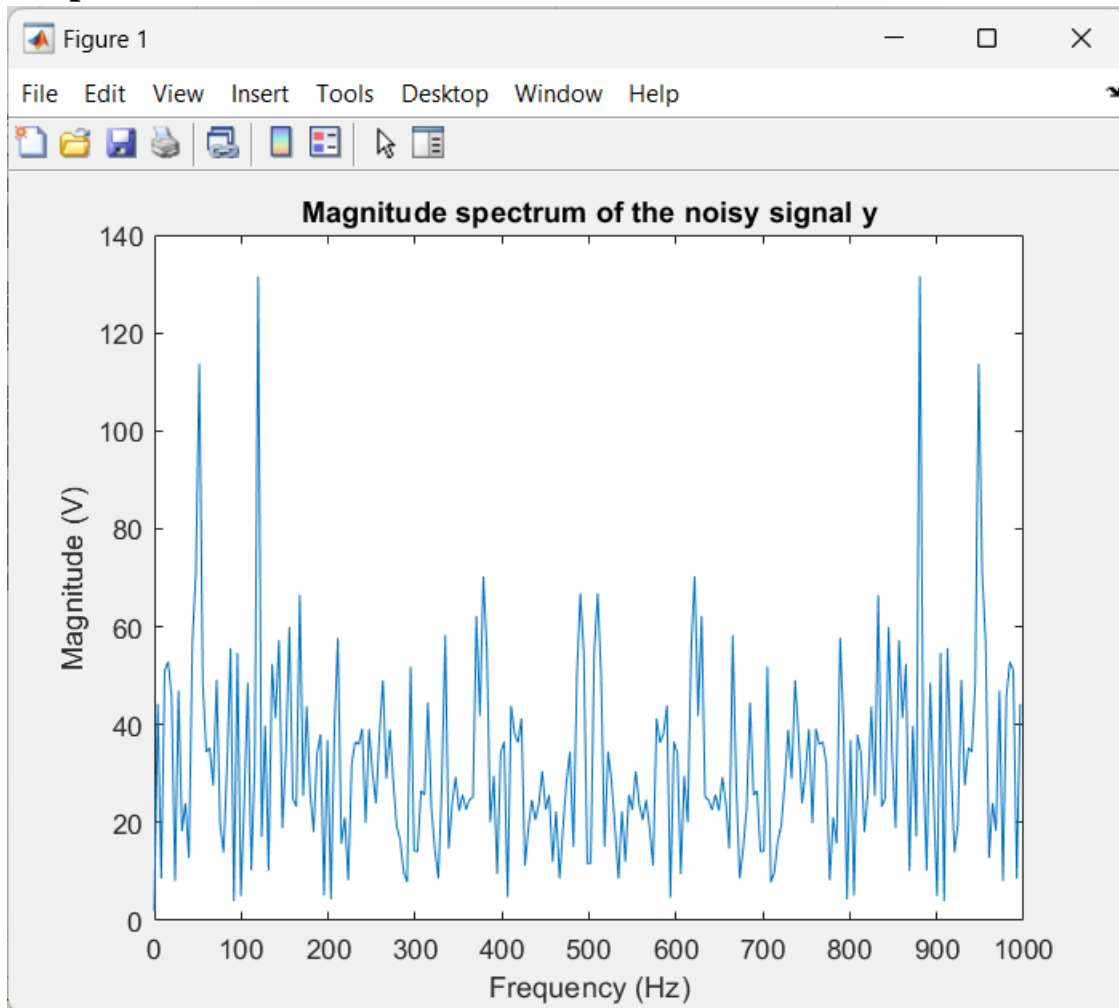 Figure 1
File Edit View Insert Tools Desktop Window Help
Magnitude spectrum of the noisy signal y
140
120
100
80
60
40
20
0
Magnitude (V)
0 100 200 300 400 500 600 700 800 900 1000
Frequency (Hz)